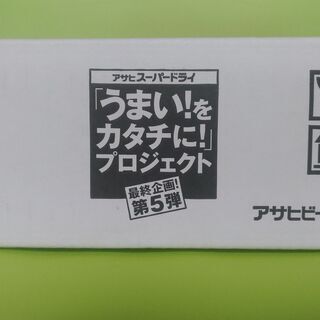 アサヒスーパードライ
「うまい!を
カタチに!」
プロジェクト
最終企画!
第5弾
アサヒビー